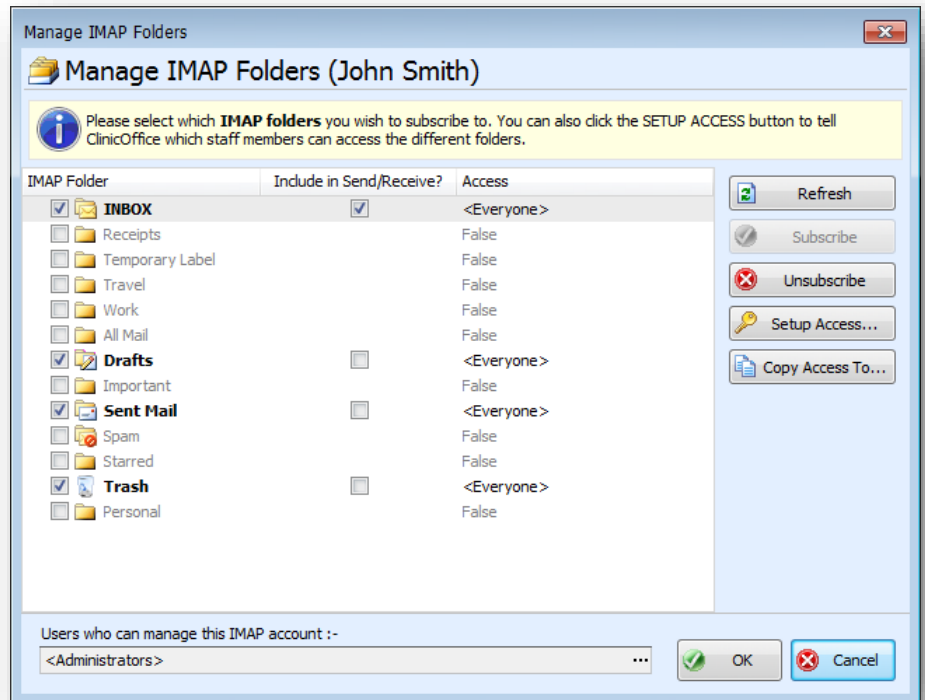 Manage IMAP Folders
Manage IMAP Folders (John Smith)
Please select which IMAP folders you wish to subscribe to. You can also click the SETUP ACCESS button to tell
ClinicOffice which staff members can access the different folders.
IMAP Folder Include in Send/Receive? Access
INBOX <Everyone>
Receipts False
Temporary Label False
Travel False
Work False
All Mail False
Drafts <Everyone>
Important False
Sent Mail <Everyone>
Spam False
Starred False
Trash <Everyone>
Personal False
Refresh
Subscribe
Unsubscribe
Setup Access...
Copy Access To...
Users who can manage this IMAP account :-
<Administrators> ...
OK
Cancel